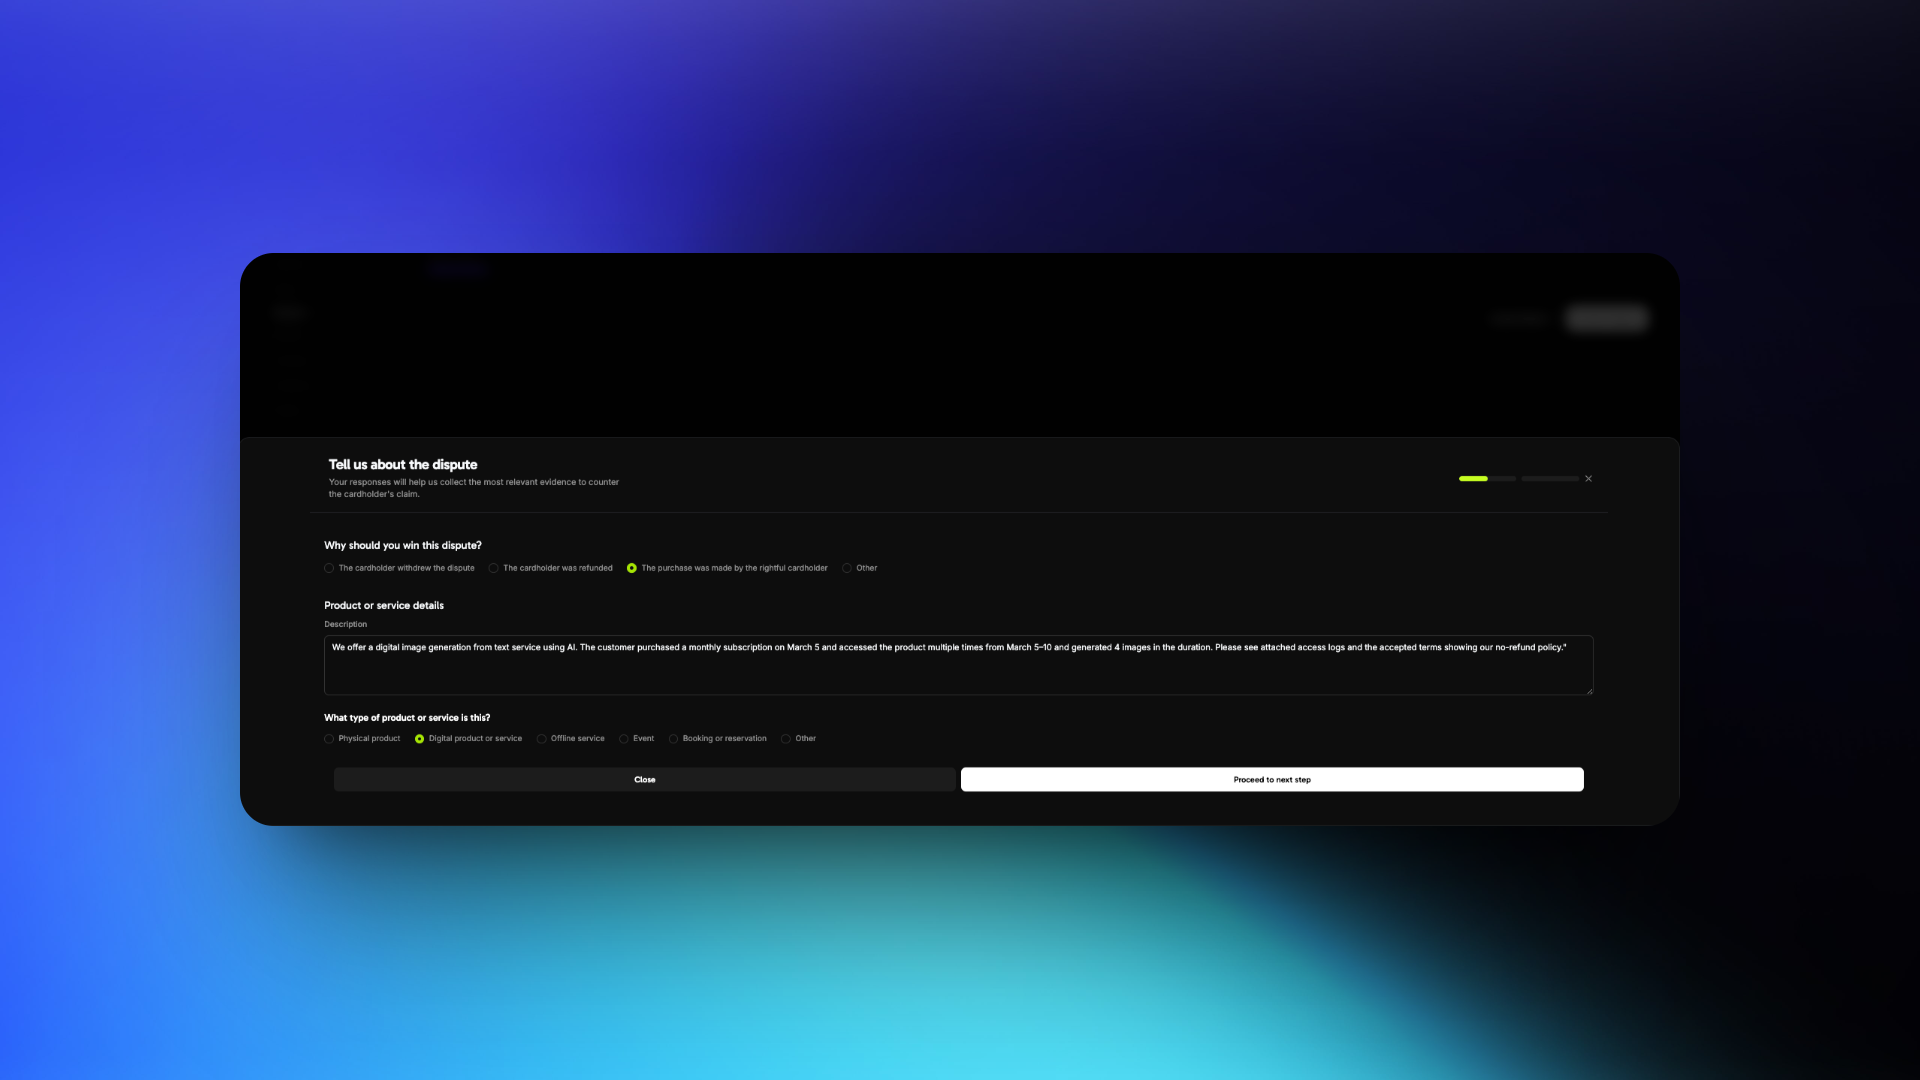 Tell us about the dispute
Your responses will help us collect the most relevant evidence to counter
the cardholder's claim.
Why should you win this dispute?
The cardholder withdrew the dispute The cardholder was refunded The purchase was made by the rightful cardholder Other
Product or service details
Description
We offer a digital image generation from text service using AI. The customer purchased a monthly subscription on March 5 and accessed the product multiple times from March 5–10 and generated 4 images in the duration. Please see attached access logs and the accepted terms showing our no-refund policy."
What type of product or service is this?
Physical product Digital product or service Offline service Event Booking or reservation Other
Close Proceed to next step